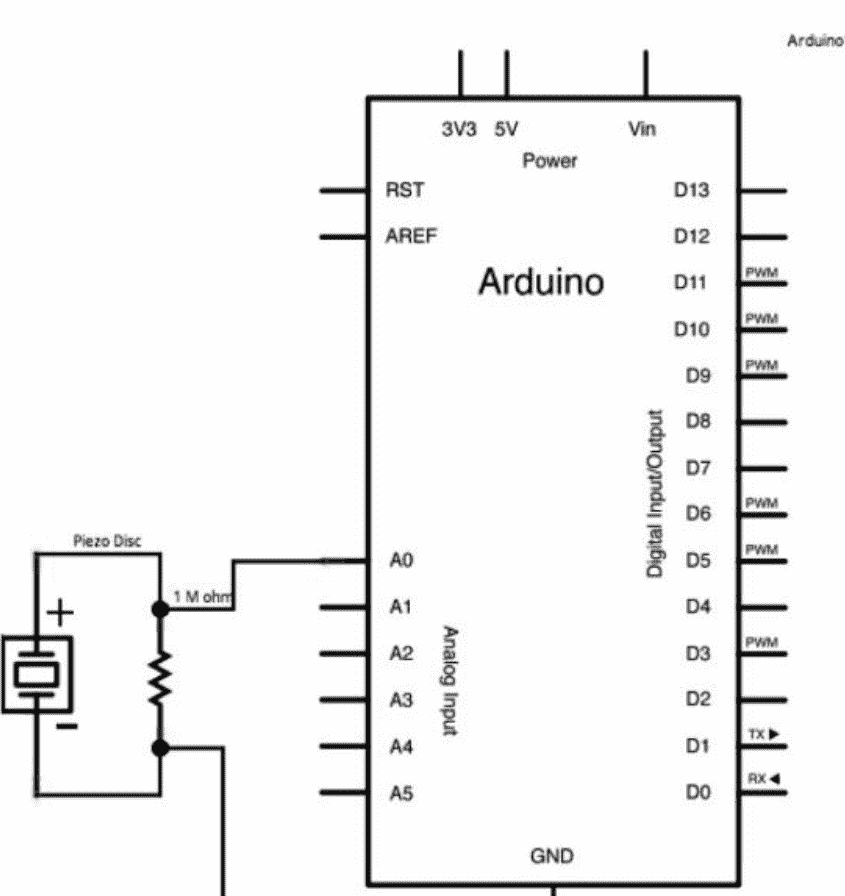 Arduino
3V3 5V Vin
Power
RST D13
AREF D12
Arduino
D11 PWM
D10 PWM
D9 PWM
D8
D7
Digital Input/Output
D6 PWM
Piezo Disc
A0 D5 PWM
1 M ohm
+
A1 D4
A2 D3 PWM
Analog Input
A3 D2
−
A4 D1 TX ▶
A5 D0 RX ◀
GND